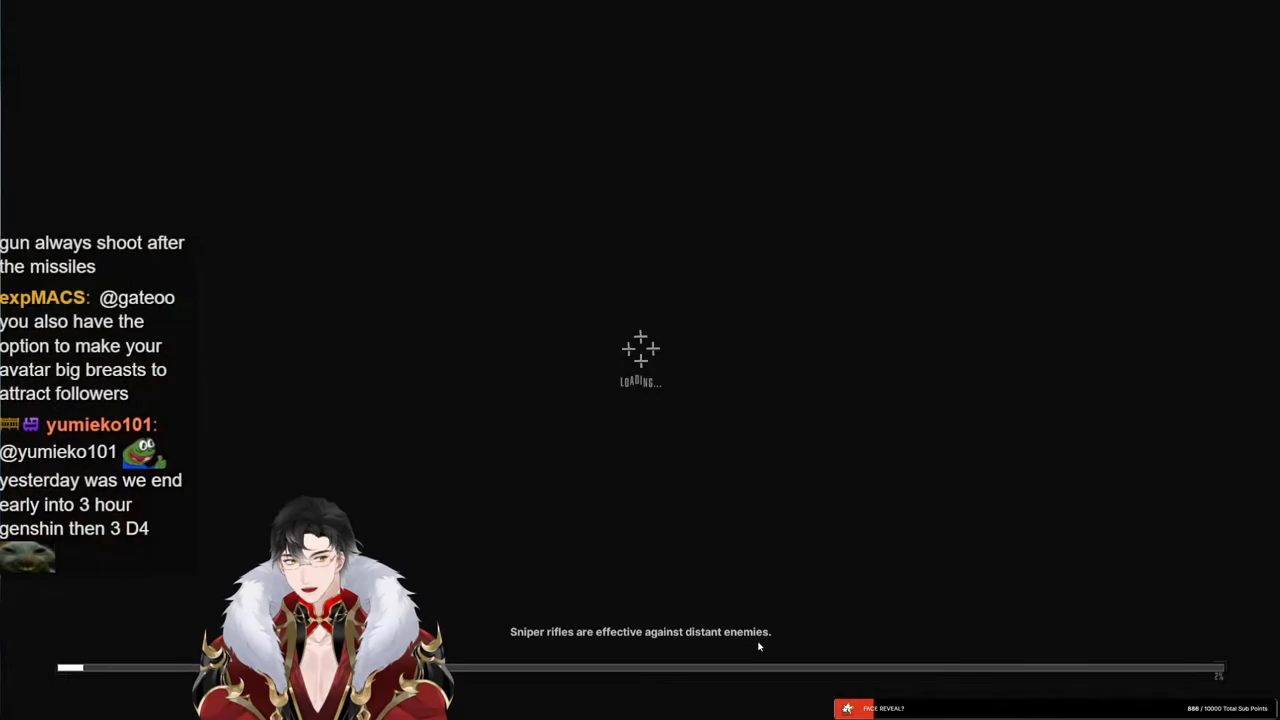 gun always shoot after
the missiles
expMACS: @gateoo
you also have the
option to make your
avatar big breasts to
attract followers
yumieko101:
@yumieko101
yesterday was we end
early into 3 hour
genshin then 3 D4
LOADING...
Sniper rifles are effective against distant enemies.
2%
FACE REVEAL?
886 / 10000 Total Sub Points